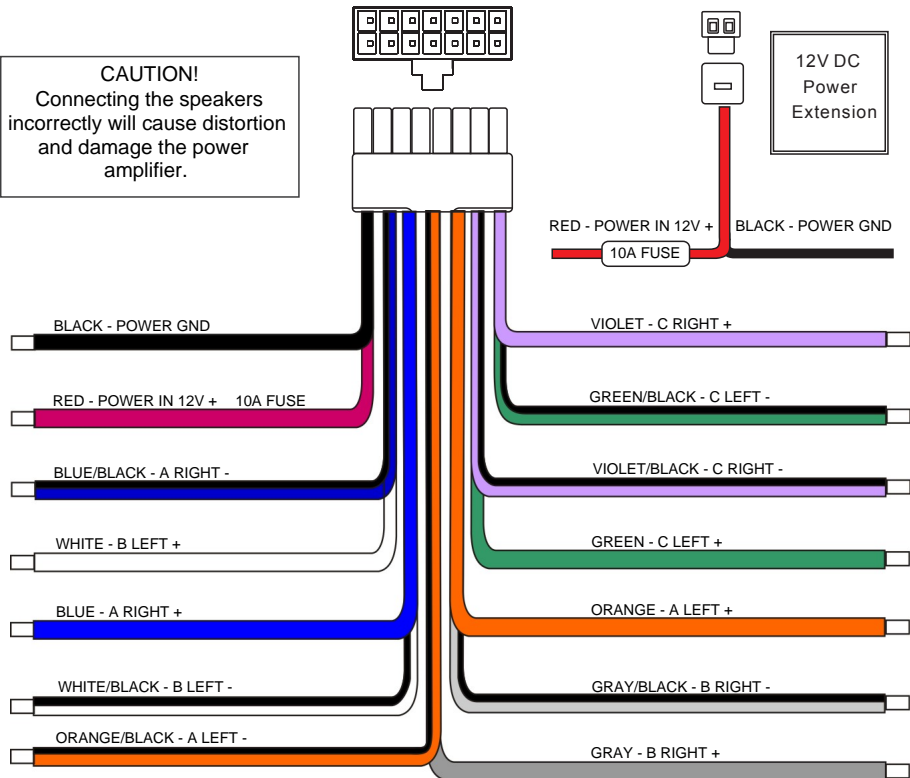 CAUTION!
Connecting the speakers
incorrectly will cause distortion
and damage the power
amplifier.
12V DC
Power
Extension
RED - POWER IN 12V +
BLACK - POWER GND
10A FUSE
BLACK - POWER GND
RED - POWER IN 12V + 10A FUSE
BLUE/BLACK - A RIGHT -
WHITE - B LEFT +
BLUE - A RIGHT +
WHITE/BLACK - B LEFT -
ORANGE/BLACK - A LEFT -
VIOLET - C RIGHT +
GREEN/BLACK - C LEFT -
VIOLET/BLACK - C RIGHT -
GREEN - C LEFT +
ORANGE - A LEFT +
GRAY/BLACK - B RIGHT -
GRAY - B RIGHT +